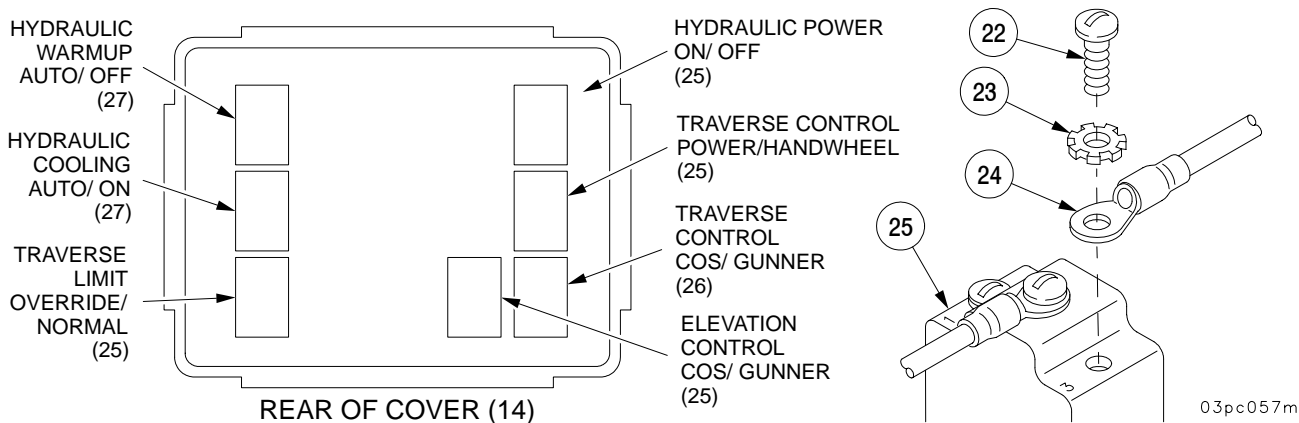 HYDRAULIC
WARMUP
AUTO/ OFF
(27)
HYDRAULIC
COOLING
AUTO/ ON
(27)
TRAVERSE
LIMIT
OVERRIDE/
NORMAL
(25)
HYDRAULIC POWER
ON/ OFF
(25)
TRAVERSE CONTROL
POWER/HANDWHEEL
(25)
TRAVERSE
CONTROL
COS/ GUNNER
(26)
ELEVATION
CONTROL
COS/ GUNNER
(25)
REAR OF COVER (14)
22
23
24
25
1
3
03pc057m